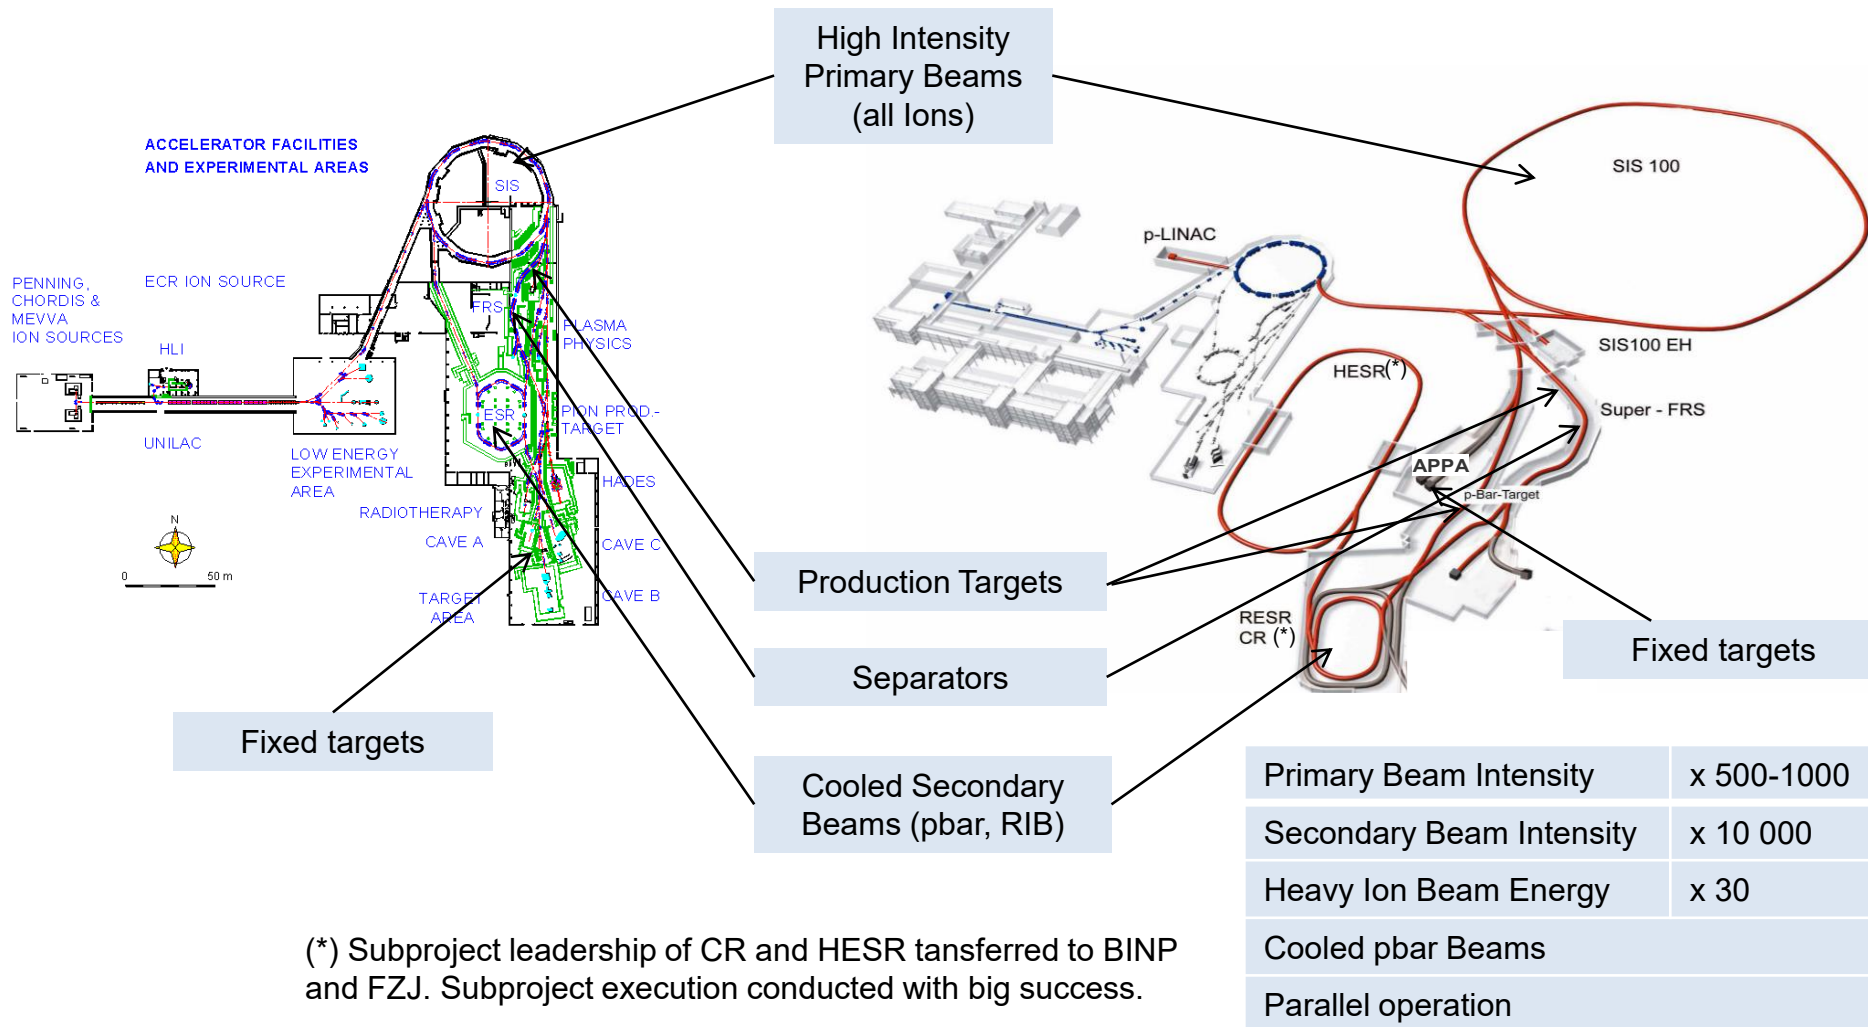 High Intensity
Primary Beams
(all Ions)
ACCELERATOR FACILITIES
AND EXPERIMENTAL AREAS
SIS
ECR ION SOURCE
PENNING,
CHORDIS &
MEVVA
ION SOURCES
HLI
FRS
PLASMA
PHYSICS
ESR
PION PROD.-
TARGET
UNILAC
LOW ENERGY
EXPERIMENTAL
AREA
HADES
RADIOTHERAPY
CAVE A
CAVE C
TARGET
AREA
CAVE B
N
0 50 m
SIS 100
p-LINAC
SIS100 EH
HESR(*)
Super - FRS
APPA
p-Bar-Target
RESR
CR (*)
Production Targets
Separators
Fixed targets
Fixed targets
Cooled Secondary
Beams (pbar, RIB)
Primary Beam Intensity x 500-1000
Secondary Beam Intensity x 10 000
Heavy Ion Beam Energy x 30
Cooled pbar Beams
Parallel operation
(*) Subproject leadership of CR and HESR tansferred to BINP
and FZJ. Subproject execution conducted with big success.